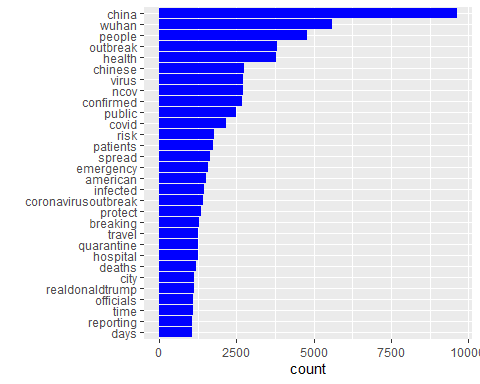 china
wuhan
people
outbreak
health
chinese
virus
ncov
confirmed
public
covid
risk
patients
spread
emergency
american
infected
coronavirusoutbreak
protect
breaking
travel
quarantine
hospital
deaths
city
realdonaldtrump
officials
time
reporting
days
0 2500 5000 7500 10000
count